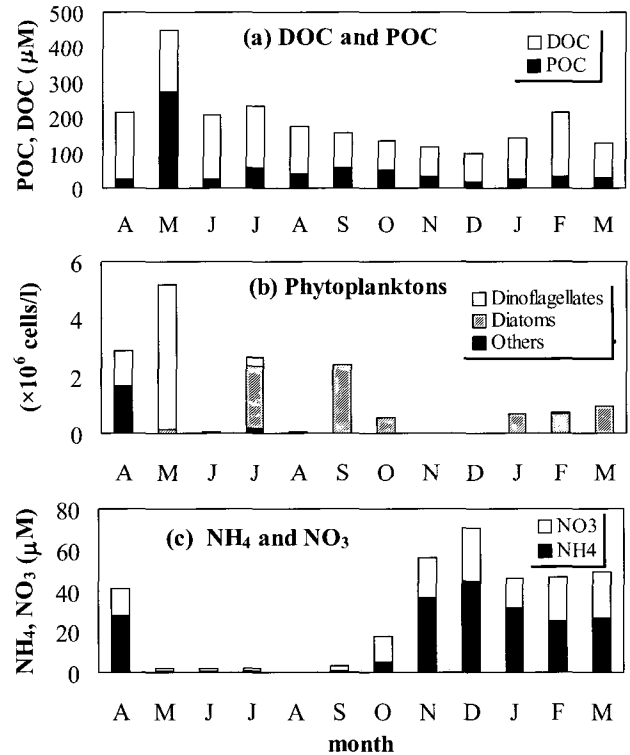 500
400
300
200
100
0
POC, DOC (μM)
(a) DOC and POC
DOC
POC
A M J J A S O N D J F M
6
4
2
0
(×10⁶ cells/l)
(b) Phytoplanktons
Dinoflagellates
Diatoms
Others
A M J J A S O N D J F M
80
60
40
20
0
NH₄, NO₃ (μM)
(c) NH₄ and NO₃
NO3
NH4
A M J J A S O N D J F M
month